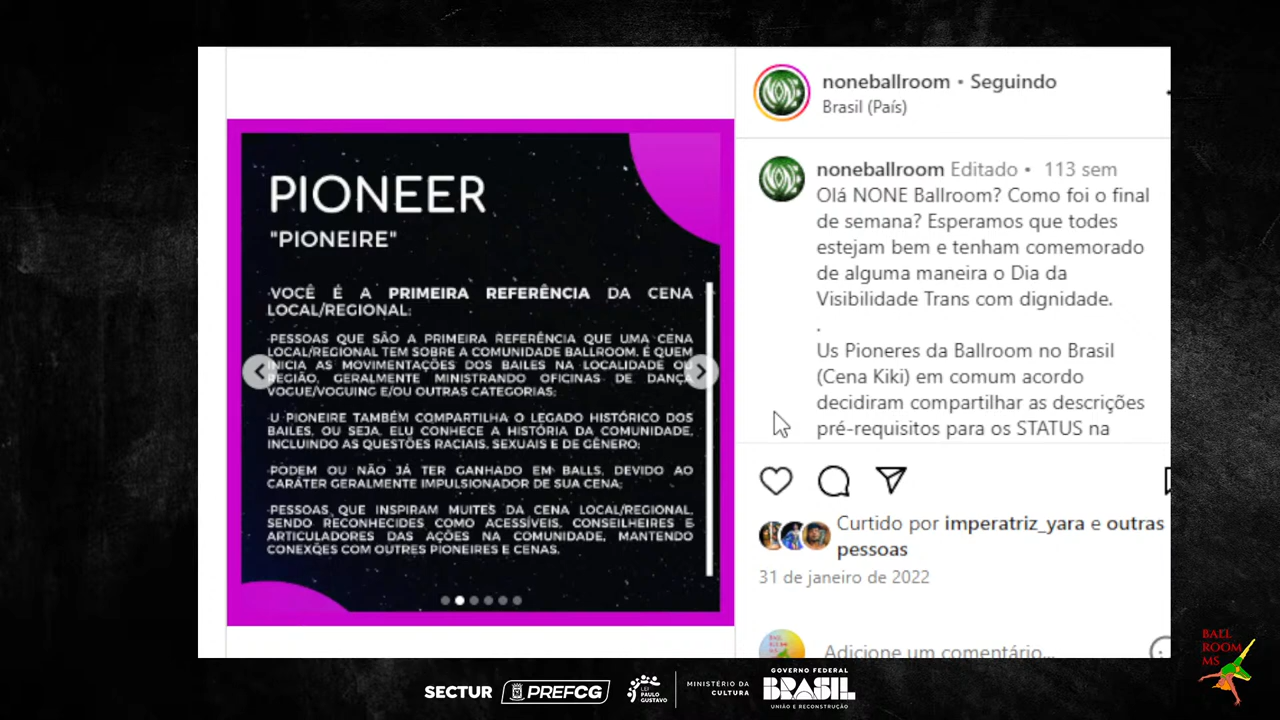 PIONEER
"PIONEIRE"
·VOCÊ É A PRIMEIRA REFERÊNCIA DA CENA
LOCAL/REGIONAL:
·PESSOAS QUE SÃO A PRIMEIRA REFERÊNCIA QUE UMA CENA
LOCAL/REGIONAL TEM SOBRE A COMUNIDADE BALLROOM. É QUEM
INICIA AS MOVIMENTAÇÕES DOS BAILES NA LOCALIDADE OU
REGIÃO, GERALMENTE MINISTRANDO OFICINAS DE DANÇA
VOGUE/VOGUING E/OU OUTRAS CATEGORIAS;
·U PIONEIRE TAMBÉM COMPARTILHA O LEGADO HISTÓRICO DOS
BAILES, OU SEJA, ELU CONHECE A HISTÓRIA DA COMUNIDADE,
INCLUINDO AS QUESTÕES RACIAIS, SEXUAIS E DE GÊNERO;
·PODEM OU NÃO JÁ TER GANHADO EM BALLS, DEVIDO AO
CARÁTER GERALMENTE IMPULSIONADOR DE SUA CENA;
·PESSOAS QUE INSPIRAM MUITES DA CENA LOCAL/REGIONAL,
SENDO RECONHECIDES COMO ACESSÍVEIS, CONSEILHEIRES E
ARTICULADORES DAS AÇÕES NA COMUNIDADE, MANTENDO
CONEXÕES COM OUTRES PIONEIRES E CENAS.
NONE
noneballroom • Seguindo
Brasil (País)
NONE
noneballroom Editado • 113 sem
Olá NONE Ballroom? Como foi o final
de semana? Esperamos que todes
estejam bem e tenham comemorado
de alguma maneira o Dia da
Visibilidade Trans com dignidade.
.
Us Pioneres da Ballroom no Brasil
(Cena Kiki) em comum acordo
decidiram compartilhar as descrições
pré-requisitos para os STATUS na
Curtido por imperatriz_yara e outras
pessoas
31 de janeiro de 2022
Adicione um comentário...
SECTUR
PREFCG
LEI
PAULO
GUSTAVO
MINISTÉRIO DA
CULTURA
GOVERNO FEDERAL
BRASIL
UNIÃO E RECONSTRUÇÃO
BALL
ROOM
MS